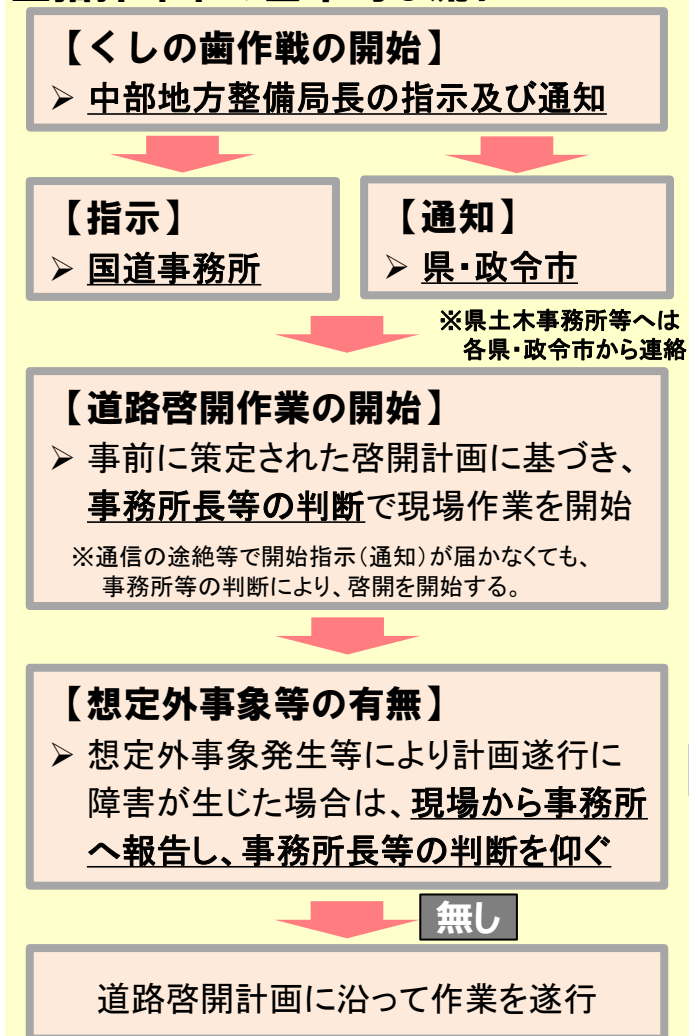 【くしの歯作戦の開始】
➢ 中部地方整備局長の指示及び通知
【指示】
➢ 国道事務所
【通知】
➢ 県・政令市
※県土木事務所等へは
各県・政令市から連絡
【道路啓開作業の開始】
➢ 事前に策定された啓開計画に基づき、
事務所長等の判断で現場作業を開始
※通信の途絶等で開始指示(通知)が届かなくても、
事務所等の判断により、啓開を開始する。
【想定外事象等の有無】
➢ 想定外事象発生等により計画遂行に
障害が生じた場合は、現場から事務所
へ報告し、事務所長等の判断を仰ぐ
無し
道路啓開計画に沿って作業を遂行